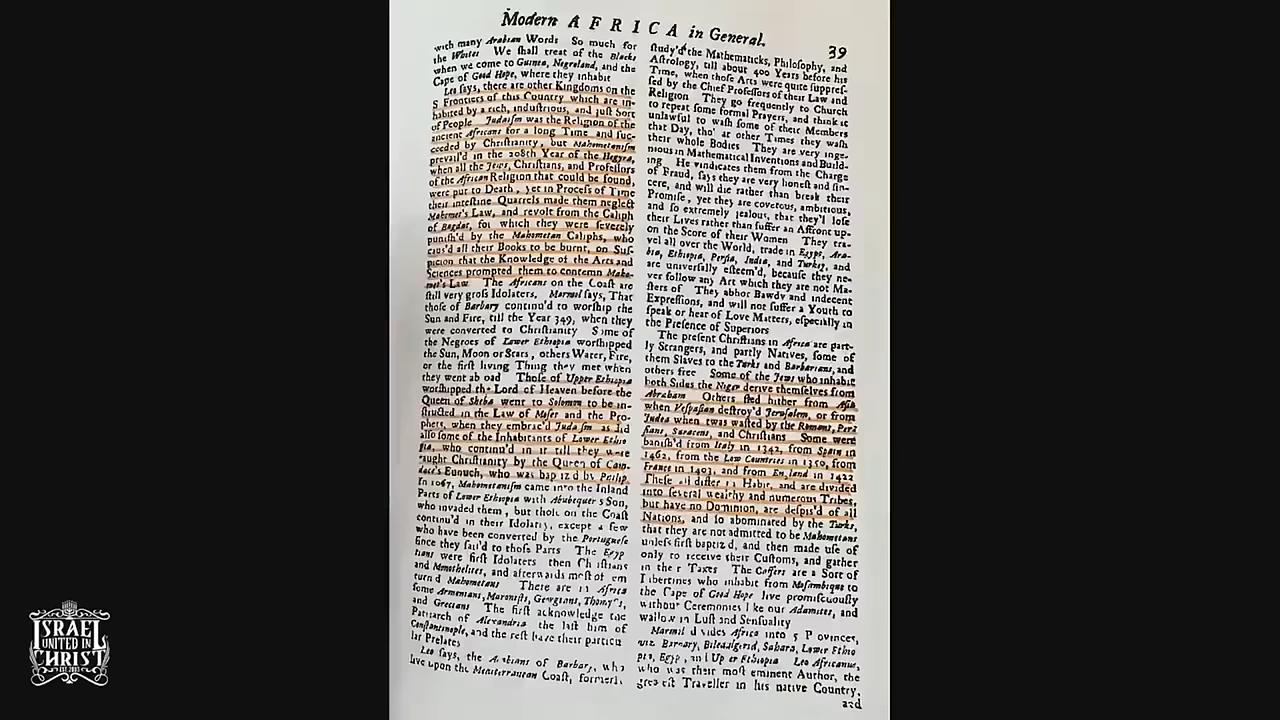 Modern AFRICA in General.
39
with many Arabian Words So much for
the Whites We shall treat of the Blacks
when we come to Guinea, Negroland, and the
Cape of Good Hope, where they inhabit
Leo says, there are other Kingdoms on the
S Frontiers of this Country which are in-
habited by a rich, industrious, and just Sort
of People Judaism was the Religion of the
ancient Africans for a long Time and suc-
ceeded by Christianity, but Mahometanism
prevail'd in the 208th Year of the Hegyra,
when all the Jews, Christians, and Professors
of the African Religion that could be found,
were put to Death, yet in Process of Time
their intestine Quarrels made them neglect
Mahomet's Law, and revolt from the Caliph
of Bagdat, for which they were severely
punish'd by the Mahometan Caliphs, who
caus'd all their Books to be burnt, on Sus-
picion that the Knowledge of the Arts and
Sciences prompted them to contemn Maho-
met's Law The Africans on the Coast are
still very gross Idolaters, Marmol says, That
those of Barbary continu'd to worship the
Sun and Fire, till the Year 349, when they
were converted to Christianity Some of
the Negroes of Lower Ethiopia worshipped
the Sun, Moon or Stars, others Water, Fire,
or the first living Thing they met when
they went ab oad Those of Upper Ethiopia
worshipped the Lord of Heaven before the
Queen of Sheba went to Solomon to be in-
structed in the Law of Moses and the Pro-
phets, when they embrac'd Judaism as did
also some of the Inhabitants of Lower Ethio
pia, who continu'd in it till they were
taught Christianity by the Queen of Can-
dace's Eunuch, who was bap iz'd by Philip.
In 1067, Mahometanism came into the Inland
Parts of Lower Ethiopia with Abubequer s Son,
who invaded them, but those on the Coast
continu'd in their Idolatry, except a few
who have been converted by the Portuguese
since they sail'd to those Parts The Egyp
tians were first Idolaters then Christians
and Monothelites, and afterwards most of em
turn'd Mahometans There are in Africa
some Armenians, Maronists, Georgians, Thom
and Grecians The first acknowledge the
Patriarch of Alexandria the last him of
Constantinople, and the rest have their particu
lar Prelates
Leo says, the Arabians of Barbary, who
live upon the Mediterranean Coast, formerly
study'd the Mathematicks, Philosophy, and
Astrology, till about 400 Years before his
Time, when those Arts were quite suppres-
sed by the Chief Professors of their Law and
Religion They go frequently to Church
to repeat some formal Prayers, and think it
unlawful to wash some of their Members
that Day, tho' at other Times they wash
their whole Bodies They are very inge-
nious in Mathematical Inventions and Build-
ing He vindicates them from the Charge
of Fraud, says they are very honest and sin-
cere, and will die rather than break their
Promise, yet they are covetous, ambitious,
and so extremely jealous, that they'l lose
their Lives rather than suffer an Affront up-
on the Score of their Women They tra-
vel all over the World, trade in Egypt, Ara-
bia, Ethiopia, Persia, India, and Turkey, and
are universally esteem'd, because they ne-
ver follow any Art which they are not Ma-
sters of They abhor Bawdy and indecent
Expressions, and will not suffer a Youth to
speak or hear of Love Matters, especially in
the Presence of Superiors
The present Christians in Africa are part-
ly Strangers, and partly Natives, some of
them Slaves to the Turks and Barbarians, and
others free Some of the Jews who inhabit
both Sides the Niger derive themselves from
Abraham Others fled hither from Asia
when Vespasian destroy'd Jerusalem, or from
Judea when 'twas wasted by the Romans, Per-
sians, Saracens, and Christians Some were
banish'd from Italy in 1342, from Spain in
1462, from the Low Countries in 1350, from
France in 1403, and from England in 1422
These all differ in Habit, and are divided
into several wealthy and numerous Tribes,
but have no Dominion, are despis'd of all
Nations, and so abominated by the Turks,
that they are not admitted to be Mahometans
unless first baptiz'd, and then made use of
only to receive their Customs, and gather
in their Taxes The Caffers are a Sort of
Libertines who inhabit from Mosambique to
the Cape of Good Hope live promiscuously
without Ceremonies like our Adamites, and
wallow in Lust and Sensuality
Marmol divides Africa into 5 Provinces,
viz Barbary, Biledulgerid, Sahara, Lower Ethio
pia, Egypt, and Upper Ethiopia Leo Africanus,
who was their most eminent Author, the
greatest Traveller in his native Country,
and
ISRAEL
UNITED IN
CHRIST
EST. 2003